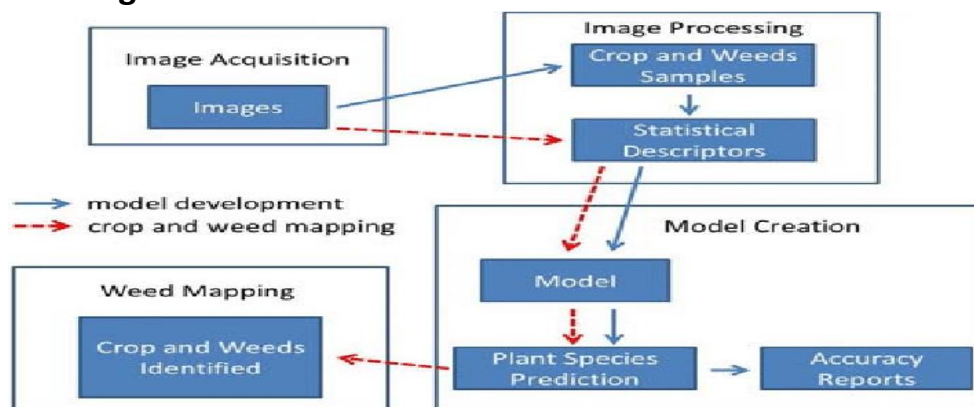 Image Acquisition
Images
Image Processing
Crop and Weeds
Samples
Statistical
Descriptors
model development
crop and weed mapping
Model Creation
Model
Plant Species
Prediction
Accuracy
Reports
Weed Mapping
Crop and Weeds
Identified